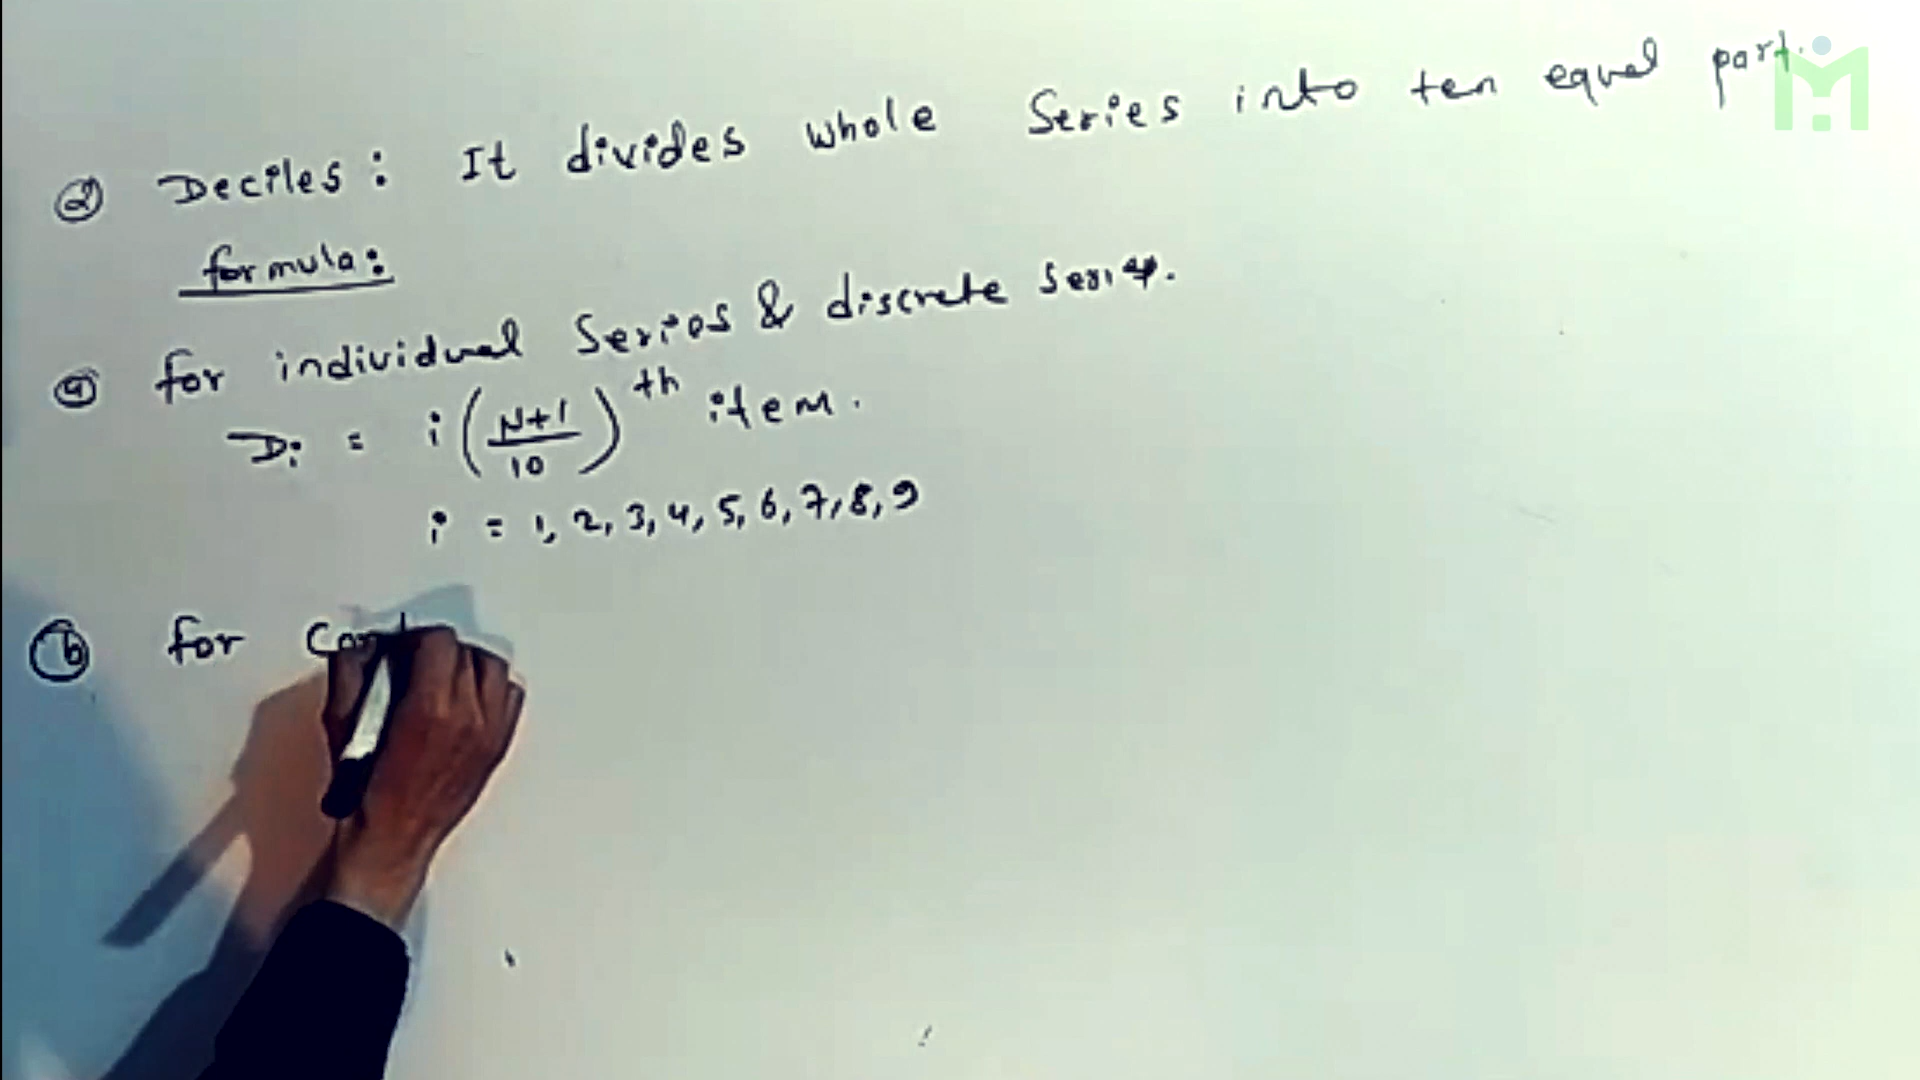 ② Deciles: It divides whole Series into ten equal part.
formula:
ⓐ for individual Series & discrete series.
Di = i (N+1/10)th item.
i = 1, 2, 3, 4, 5, 6, 7, 8, 9
ⓑ for